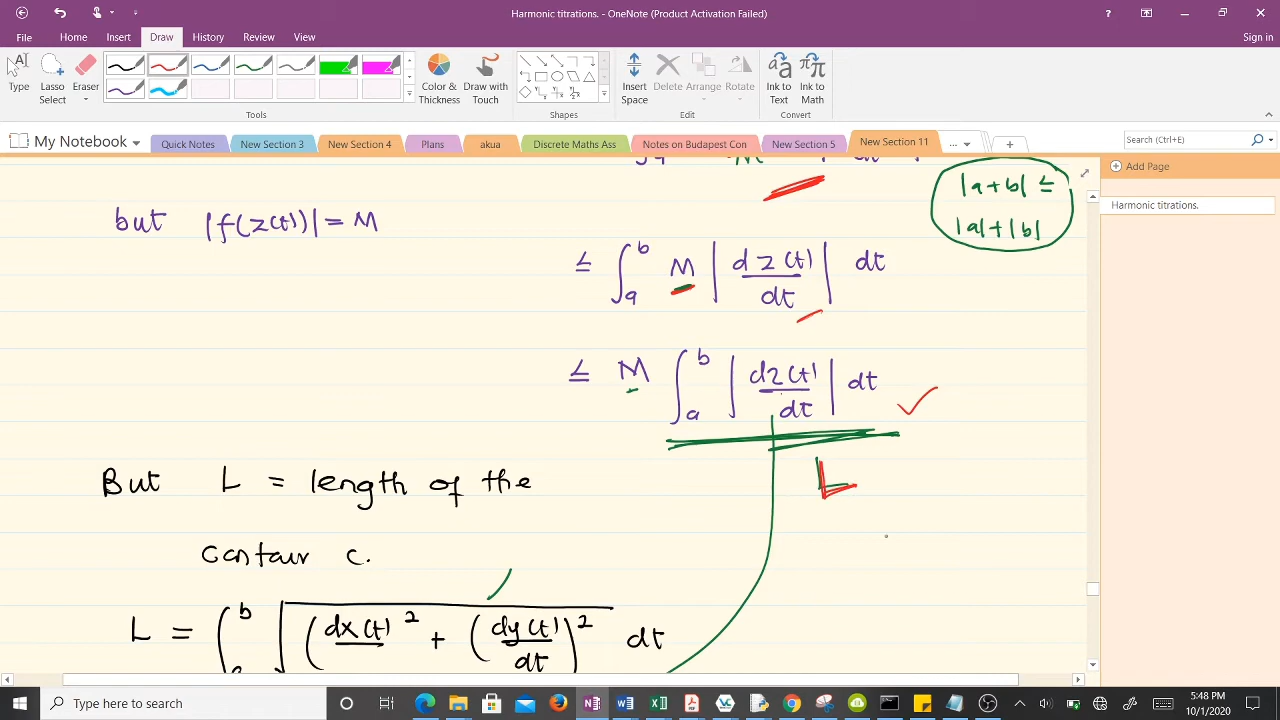 Harmonic titrations. - OneNote (Product Activation Failed)
File Home Insert Draw History Review View Sign in
Type Lasso Select Eraser Color & Thickness Draw with Touch Insert Space Delete Arrange Rotate Ink to Text Ink to Math
Tools Shapes Edit Convert
My Notebook Quick Notes New Section 3 New Section 4 Plans akua Discrete Maths Ass Notes on Budapest Con New Section 5 New Section 11 ... Search (Ctrl+E)
Add Page
Harmonic titrations.
|a+b| ≤
|a|+|b|
but |f(z(t))| = M
≤ ∫_a^b M |dz(t)/dt| dt
≤ M ∫_a^b |dz(t)/dt| dt
L
But L = length of the
contour c.
L = ∫_a^b √((dx(t))^2 + (dy(t)/dt)^2) dt
Type here to search
5:48 PM
10/1/2020